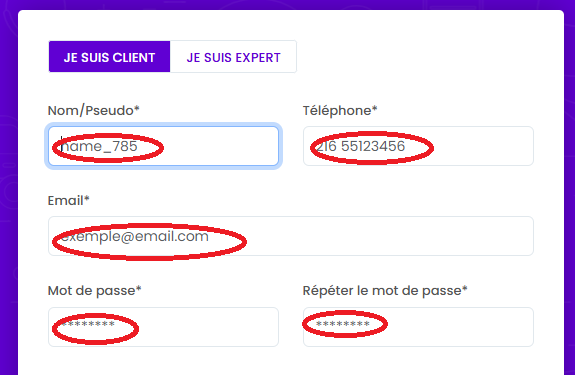 JE SUIS CLIENT JE SUIS EXPERT
Nom/Pseudo* Téléphone*
name_785 216 55123456
Email*
exemple@email.com
Mot de passe* Répéter le mot de passe*
******** ********